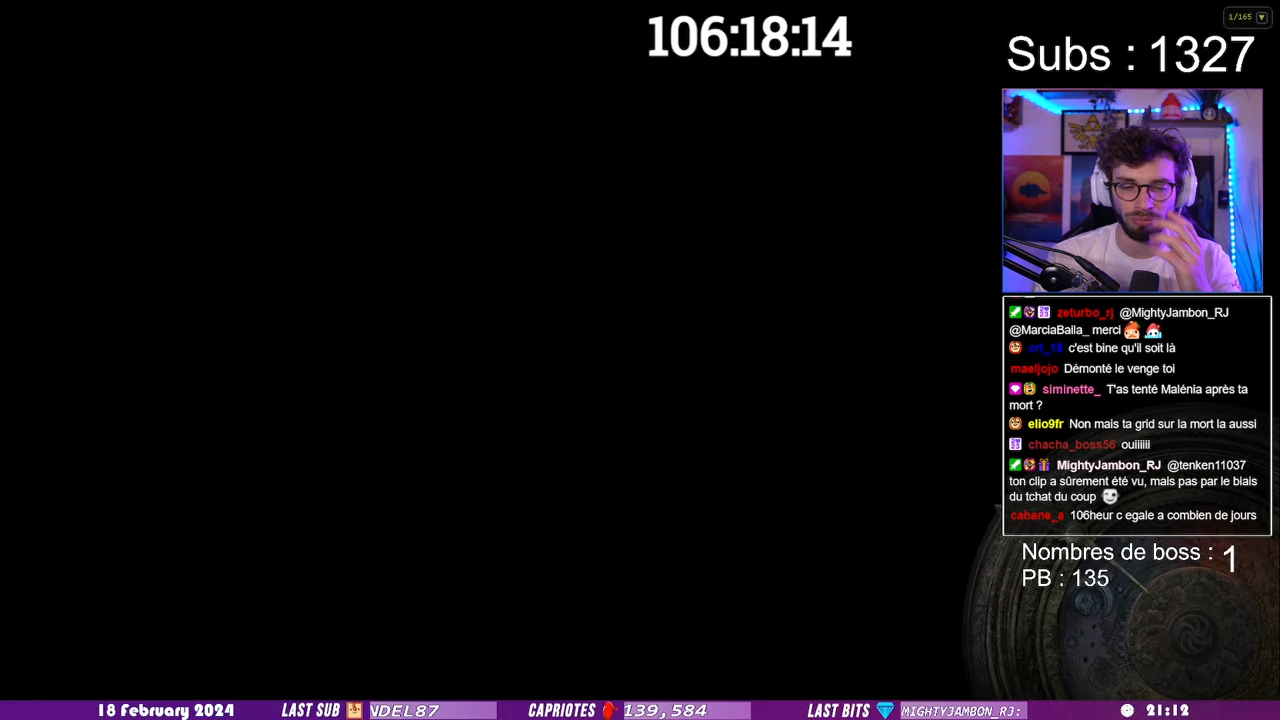 106:18:14
1/165
Subs : 1327
zeturbo_rj @MightyJambon_RJ
@MarciaBalla_ merci
crt_18 c'est bine qu'il soit là
maeljojo Démonté le venge toi
siminette_ T'as tenté Malénia après ta
mort ?
elio9fr Non mais ta grid sur la mort la aussi
chacha_boss56 ouiiiiii
MightyJambon_RJ @tenken11037
ton clip a sûrement été vu, mais pas par le biais
du tchat du coup
cabane_a 106heur c egale a combien de jours
Nombres de boss : 1
PB : 135
18 February 2024 LAST SUB NDEL87 CAPRIOTES 139,584 LAST BITS MIGHTYJAMBON_RJ: 21:12